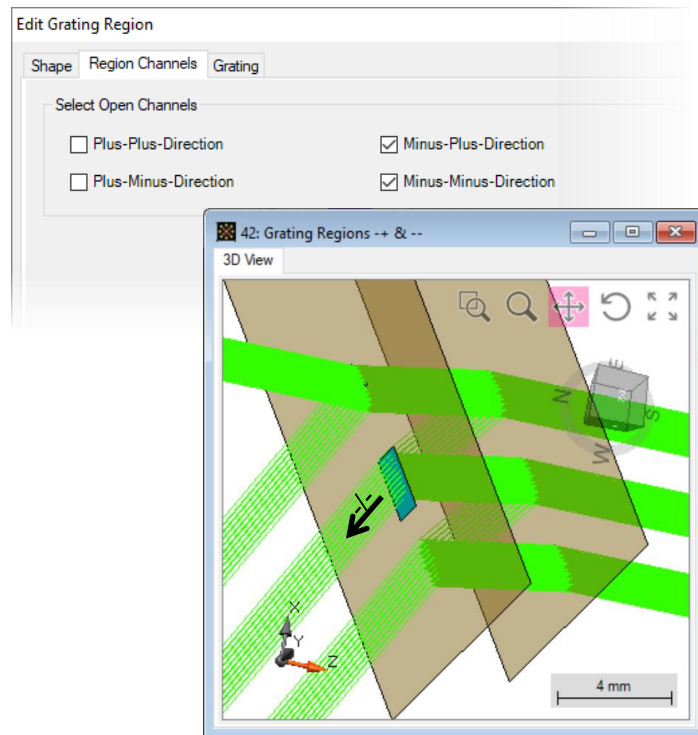 Edit Grating Region
Shape Region Channels Grating
Select Open Channels
Plus-Plus-Direction Minus-Plus-Direction
Plus-Minus-Direction Minus-Minus-Direction
42: Grating Regions -+ & --
3D View
E
N
S
W
X
Y
Z
4 mm